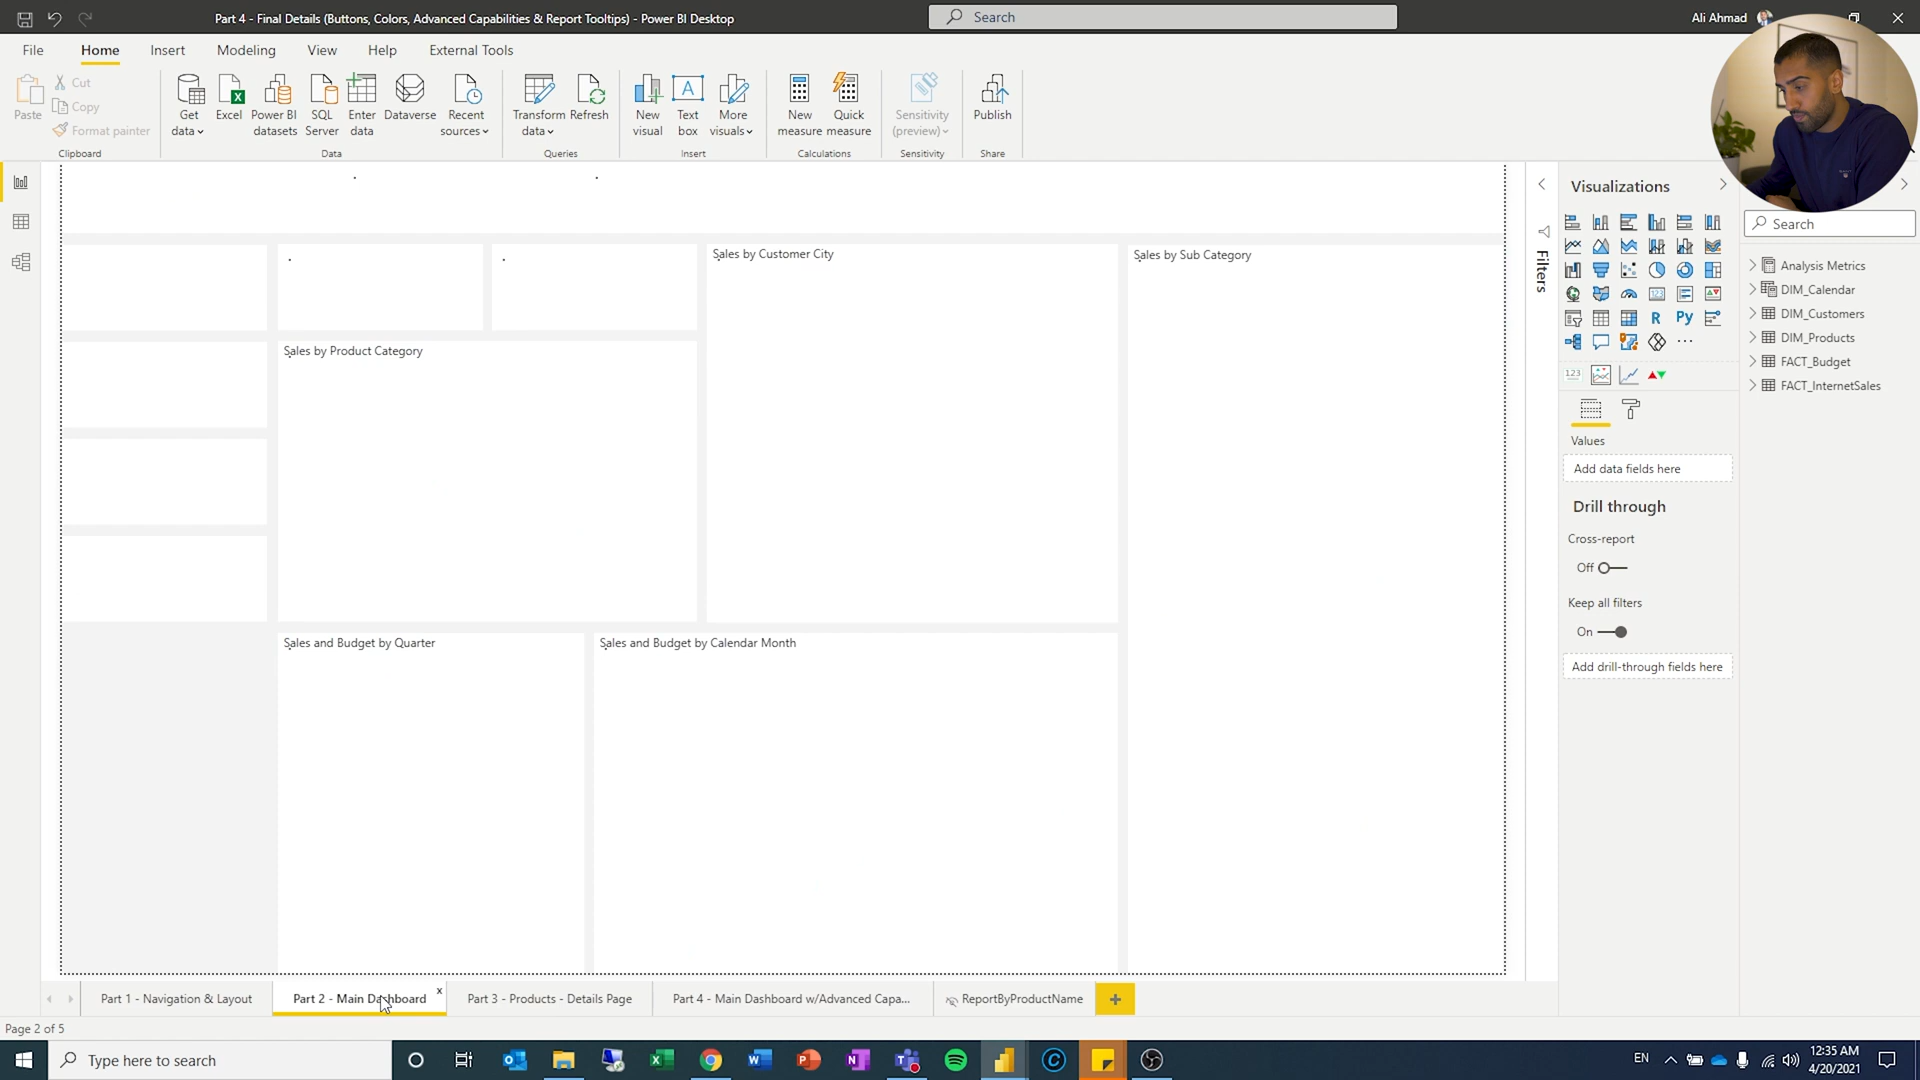 Part 4 - Final Details (Buttons, Colors, Advanced Capabilities & Report Tooltips) - Power BI Desktop
Search
Ali Ahmad
File
Home
Insert
Modeling
View
Help
External Tools
Paste
Cut
Copy
Format painter
Get data
Excel
Power BI datasets
SQL Server
Enter data
Dataverse
Recent sources
Transform data
Refresh
New visual
Text box
More visuals
New measure
Quick measure
Sensitivity (preview)
Publish
Clipboard
Data
Queries
Insert
Calculations
Sensitivity
Share
Sales by Customer City
Sales by Sub Category
Sales by Product Category
Sales and Budget by Quarter
Sales and Budget by Calendar Month
Filters
Visualizations
R
Py
123
Values
Add data fields here
Drill through
Cross-report
Off
Keep all filters
On
Add drill-through fields here
Search
Analysis Metrics
DIM_Calendar
DIM_Customers
DIM_Products
FACT_Budget
FACT_InternetSales
Part 1 - Navigation & Layout
Part 2 - Main Dashboard
Part 3 - Products - Details Page
Part 4 - Main Dashboard w/Advanced Capa...
ReportByProductName
Page 2 of 5
Type here to search
EN
12:35 AM
4/20/2021